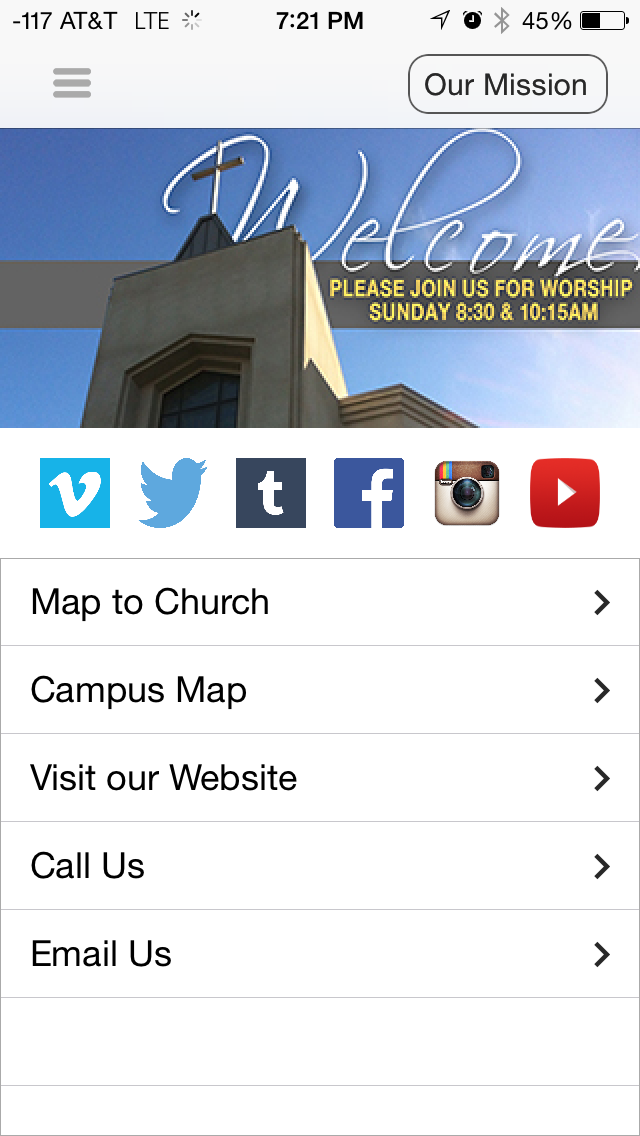 -117 AT&T LTE 7:21 PM 45%
Our Mission
Welcome
PLEASE JOIN US FOR WORSHIP
SUNDAY 8:30 & 10:15AM
Map to Church
Campus Map
Visit our Website
Call Us
Email Us